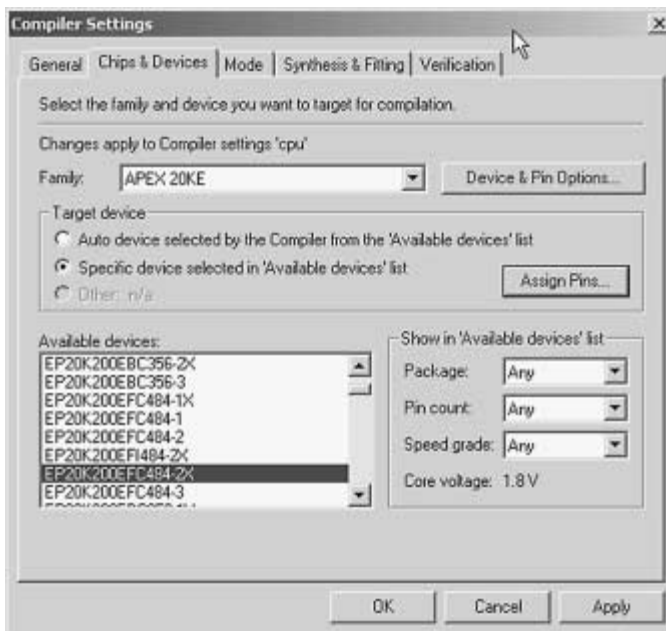 Compiler Settings
General Chips & Devices Mode Synthesis & Fitting Verification
Select the family and device you want to target for compilation.
Changes apply to Compiler settings 'cpu'
Family: APEX 20KE Device & Pin Options...
Target device
Auto device selected by the Compiler from the 'Available devices' list
Specific device selected in 'Available devices' list
Other: n/a
Assign Pins...
Available devices:
EP20K200EBC356-2X
EP20K200EBC356-3
EP20K200EFC484-1X
EP20K200EFC484-1
EP20K200EFC484-2
EP20K200EFI484-2X
EP20K200EFC484-2X
EP20K200EFC484-3
Show in 'Available devices' list
Package: Any
Pin count: Any
Speed grade: Any
Core voltage: 1.8 V
OK Cancel Apply